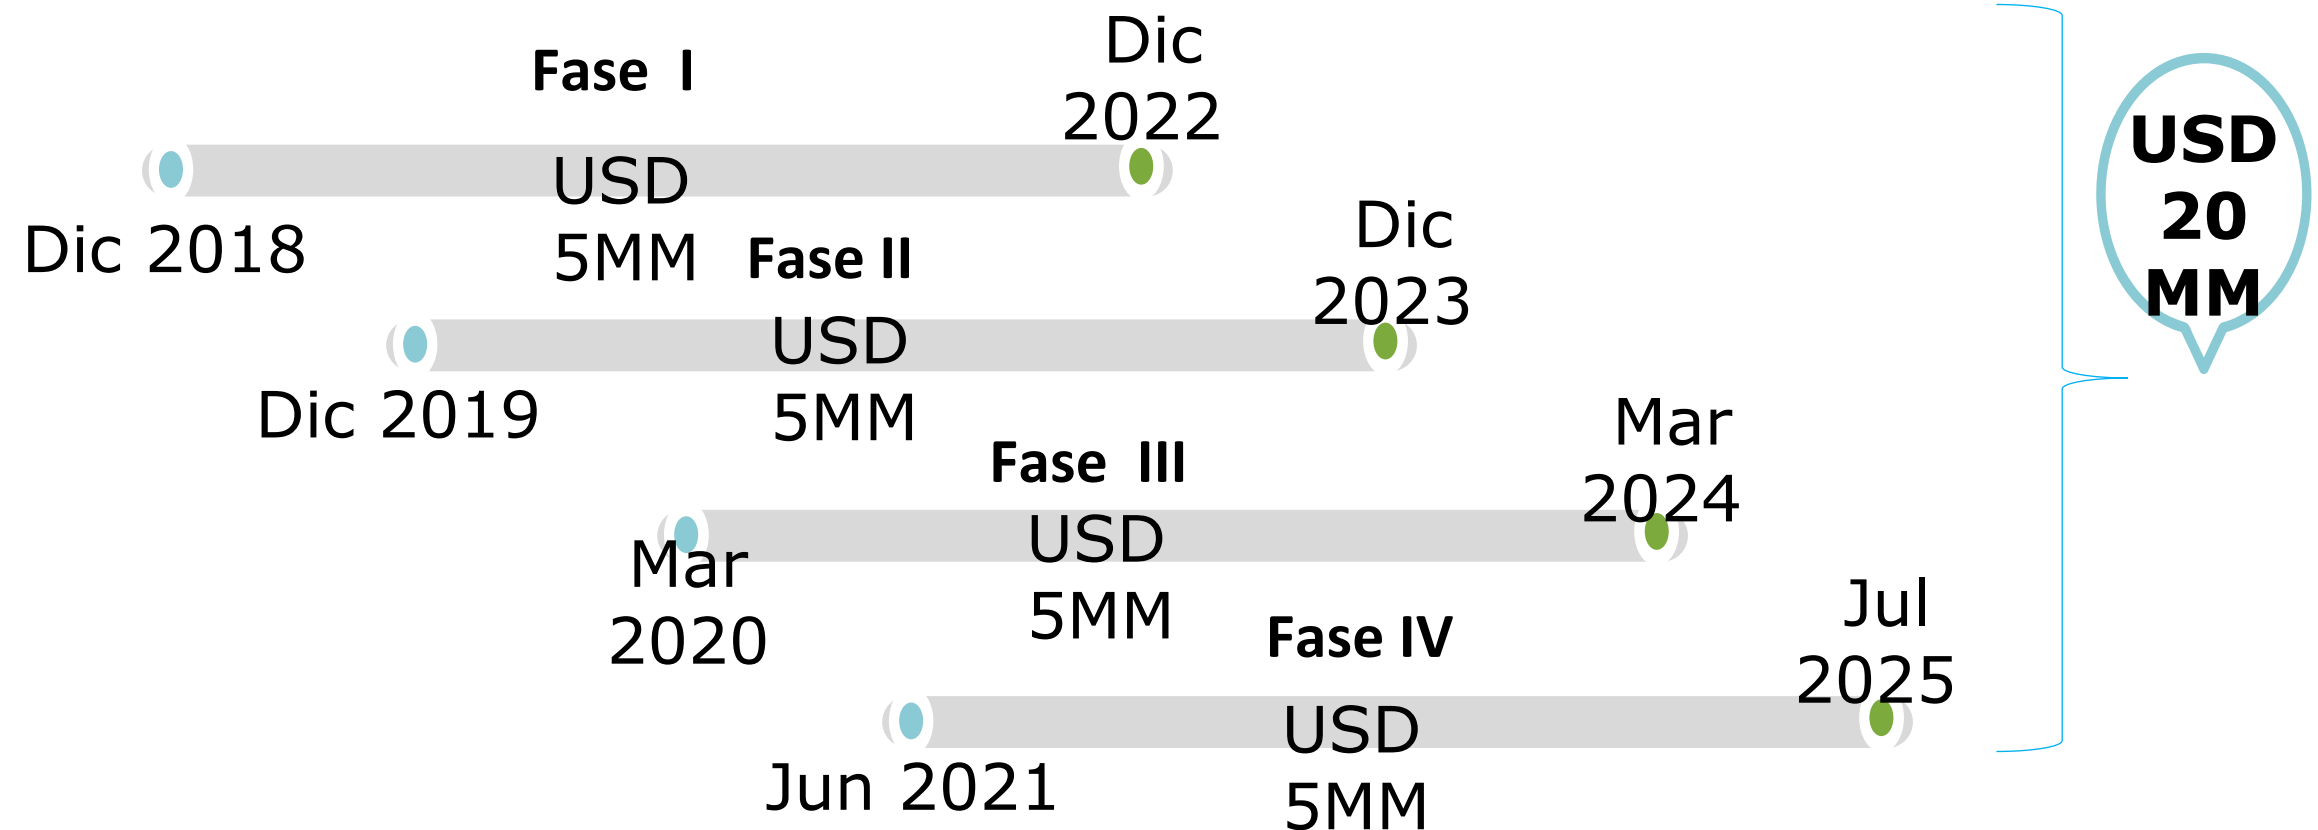 Fase I
Dic
2022
USD
5MM
Dic 2018
Fase II
Dic
2023
USD
5MM
Dic 2019
Fase III
Mar
2024
USD
5MM
Mar
2020
Fase IV
Jul
2025
USD
5MM
Jun 2021
USD
20
MM